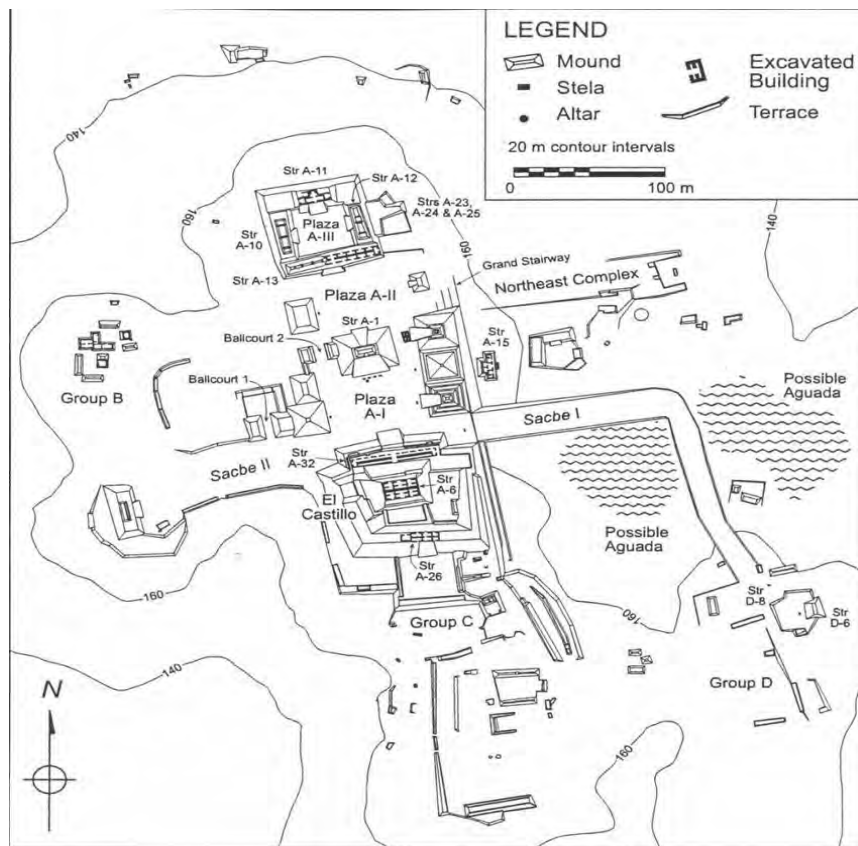 LEGEND
Mound
Stela
Altar
Excavated
Building
Terrace
20 m contour intervals
0
100 m
140
160
Str A-11
Str A-12
Strs A-23,
A-24 & A-25
Plaza
A-III
Str
A-10
160
140
Grand Stairway
Northeast Complex
Str A-13
Plaza A-II
Str A-1
Ballcourt 2
Str
A-15
Ballcourt 1
Group B
Plaza
A-I
Possible
Aguada
Sacbe I
Sacbe II
Str
A-32
Str
A-6
El
Castillo
Possible
Aguada
Str
A-26
160
160
Str
D-8
Str
D-6
Group C
140
Group D
N
160